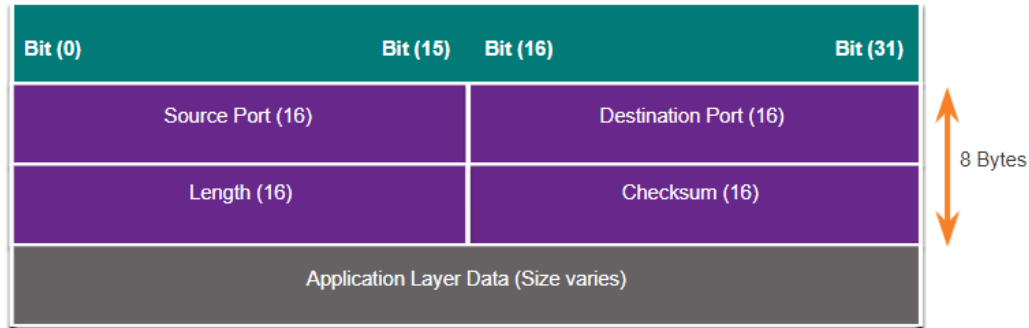 Bit (0) Bit (15) Bit (16) Bit (31)
Source Port (16) Destination Port (16)
8 Bytes
Length (16) Checksum (16)
Application Layer Data (Size varies)